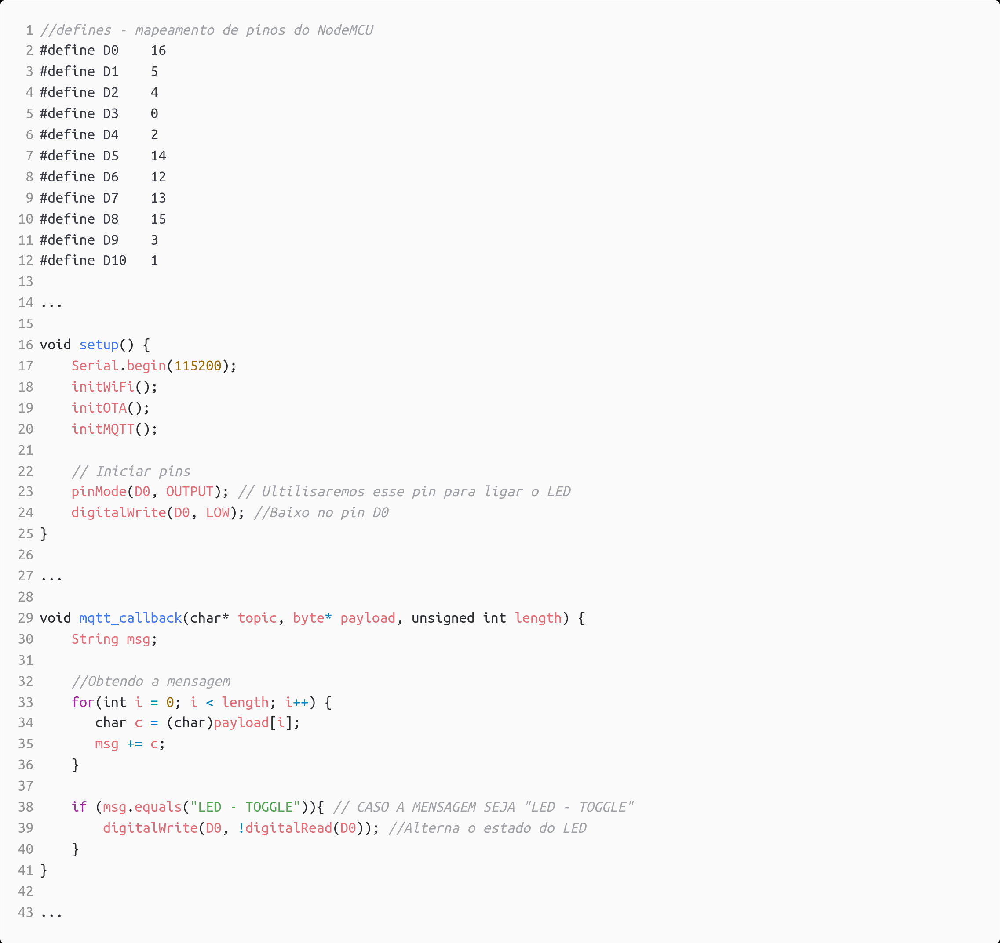 1 //defines - mapeamento de pinos do NodeMCU
2 #define D0    16
3 #define D1    5
4 #define D2    4
5 #define D3    0
6 #define D4    2
7 #define D5    14
8 #define D6    12
9 #define D7    13
10 #define D8    15
11 #define D9    3
12 #define D10   1
13
14 ...
15
16 void setup() {
17     Serial.begin(115200);
18     initWiFi();
19     initOTA();
20     initMQTT();
21
22     // Iniciar pins
23     pinMode(D0, OUTPUT); // Ultilisaremos esse pin para ligar o LED
24     digitalWrite(D0, LOW); //Baixo no pin D0
25 }
26
27 ...
28
29 void mqtt_callback(char* topic, byte* payload, unsigned int length) {
30     String msg;
31
32     //Obtendo a mensagem
33     for(int i = 0; i < length; i++) {
34        char c = (char)payload[i];
35        msg += c;
36     }
37
38     if (msg.equals("LED - TOGGLE")){ // CASO A MENSAGEM SEJA "LED - TOGGLE"
39         digitalWrite(D0, !digitalRead(D0)); //Alterna o estado do LED
40     }
41 }
42
43 ...